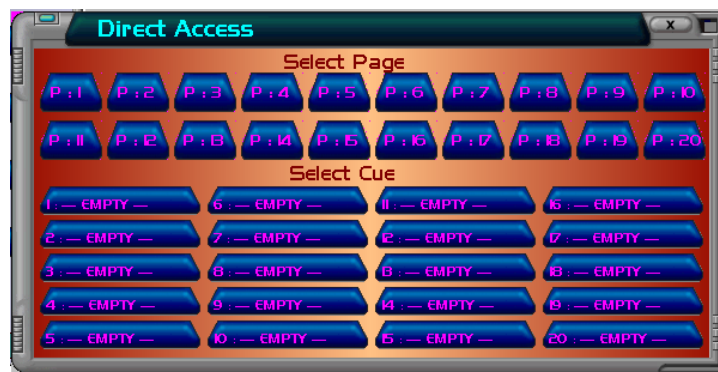 Direct Access
X
Select Page
P : 1 P : 2 P : 3 P : 4 P : 5 P : 6 P : 7 P : 8 P : 9 P : 10
P : 11 P : 12 P : 13 P : 14 P : 15 P : 16 P : 17 P : 18 P : 19 P : 20
Select Cue
1 : — EMPTY — 6 : — EMPTY — 11 : — EMPTY — 16 : — EMPTY —
2 : — EMPTY — 7 : — EMPTY — 12 : — EMPTY — 17 : — EMPTY —
3 : — EMPTY — 8 : — EMPTY — 13 : — EMPTY — 18 : — EMPTY —
4 : — EMPTY — 9 : — EMPTY — 14 : — EMPTY — 19 : — EMPTY —
5 : — EMPTY — 10 : — EMPTY — 15 : — EMPTY — 20 : — EMPTY —